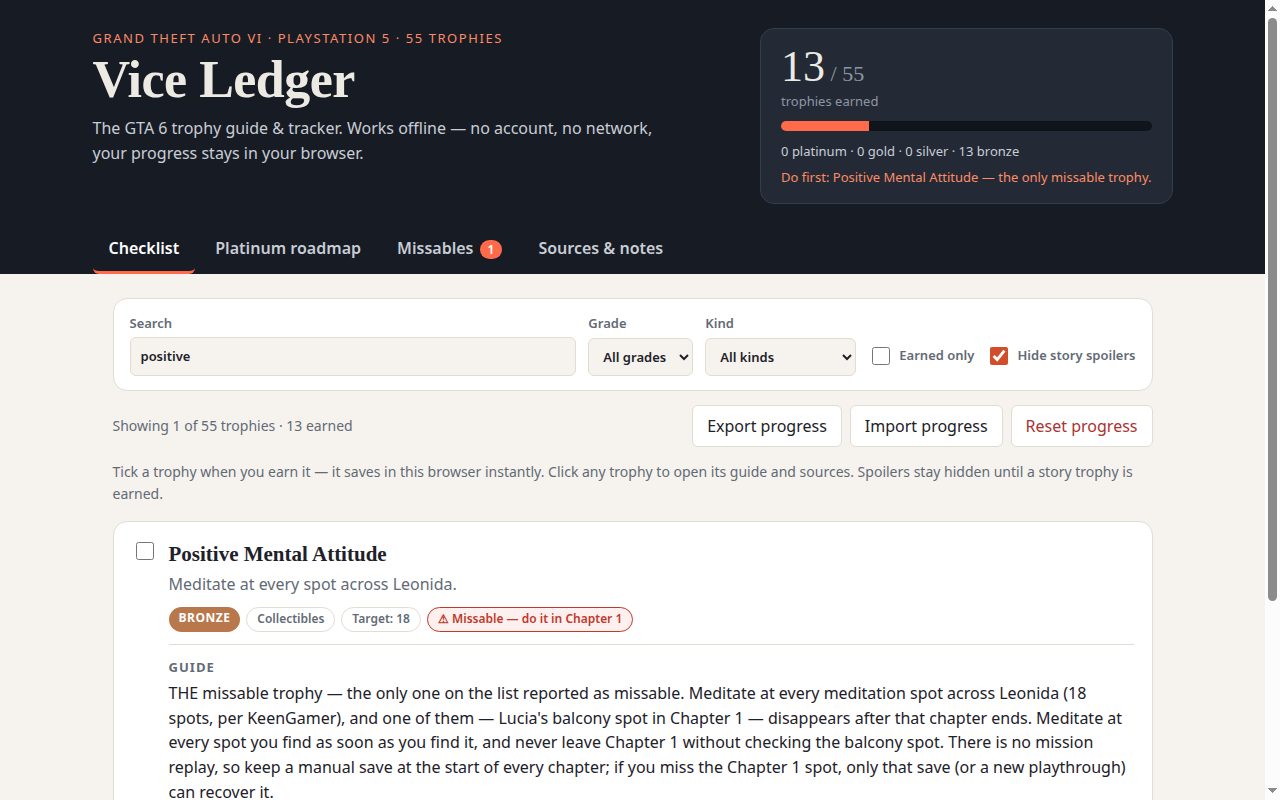 GRAND THEFT AUTO VI · PLAYSTATION 5 · 55 TROPHIES
Vice Ledger
The GTA 6 trophy guide & tracker. Works offline — no account, no network,
your progress stays in your browser.
13 / 55
trophies earned
0 platinum · 0 gold · 0 silver · 13 bronze
Do first: Positive Mental Attitude — the only missable trophy.
Checklist
Platinum roadmap
Missables 1
Sources & notes
Search
positive
Grade
All grades
Kind
All kinds
Earned only
Hide story spoilers
Showing 1 of 55 trophies · 13 earned
Export progress
Import progress
Reset progress
Tick a trophy when you earn it — it saves in this browser instantly. Click any trophy to open its guide and sources. Spoilers stay hidden until a story trophy is
earned.
Positive Mental Attitude
Meditate at every spot across Leonida.
BRONZE
Collectibles
Target: 18
⚠ Missable — do it in Chapter 1
GUIDE
THE missable trophy — the only one on the list reported as missable. Meditate at every meditation spot across Leonida (18
spots, per KeenGamer), and one of them — Lucia's balcony spot in Chapter 1 — disappears after that chapter ends. Meditate at
every spot you find as soon as you find it, and never leave Chapter 1 without checking the balcony spot. There is no mission
replay, so keep a manual save at the start of every chapter; if you miss the Chapter 1 spot, only that save (or a new playthrough)
can recover it.